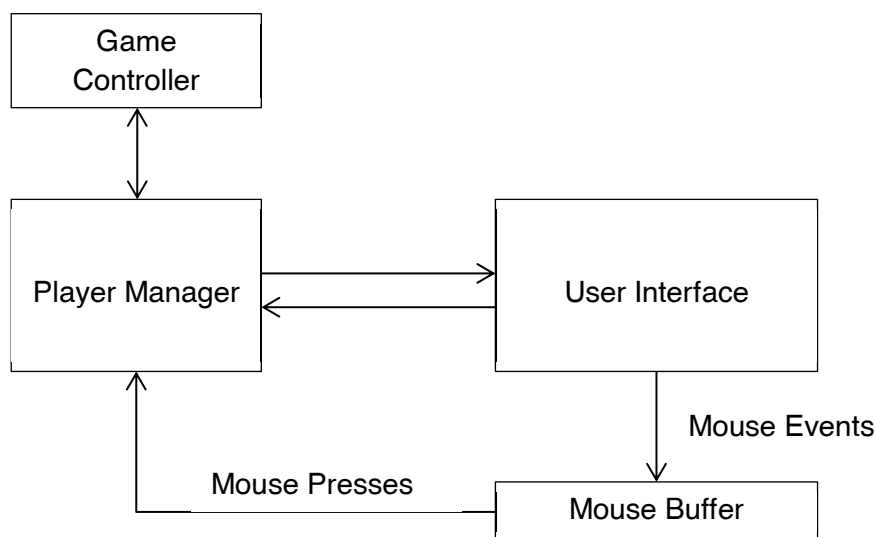 Game
Controller
Player Manager
User Interface
Mouse Events
Mouse Presses
Mouse Buffer